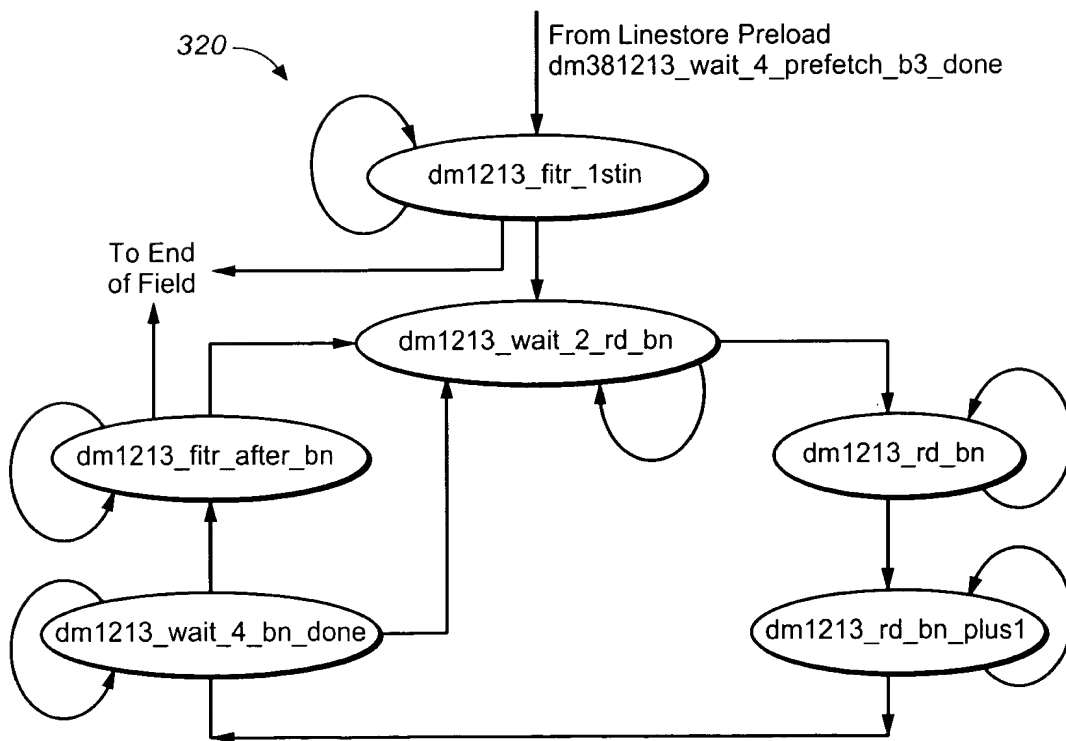 320
From Linestore Preload
dm381213_wait_4_prefetch_b3_done
dm1213_fitr_1stin
To End
of Field
dm1213_wait_2_rd_bn
dm1213_fitr_after_bn
dm1213_rd_bn
dm1213_wait_4_bn_done
dm1213_rd_bn_plus1